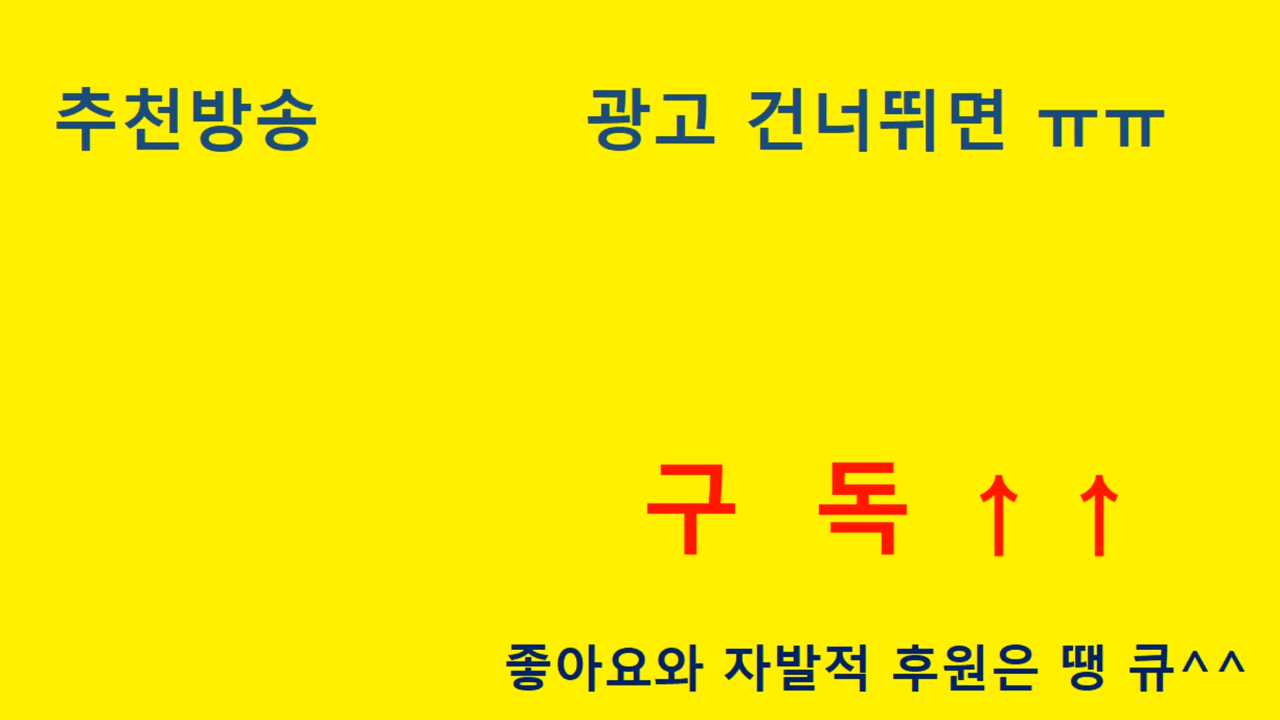 추천방송
광고 건너뛰면 ㅠㅠ
구 독 ↑ ↑
좋아요와 자발적 후원은 땡 큐^^